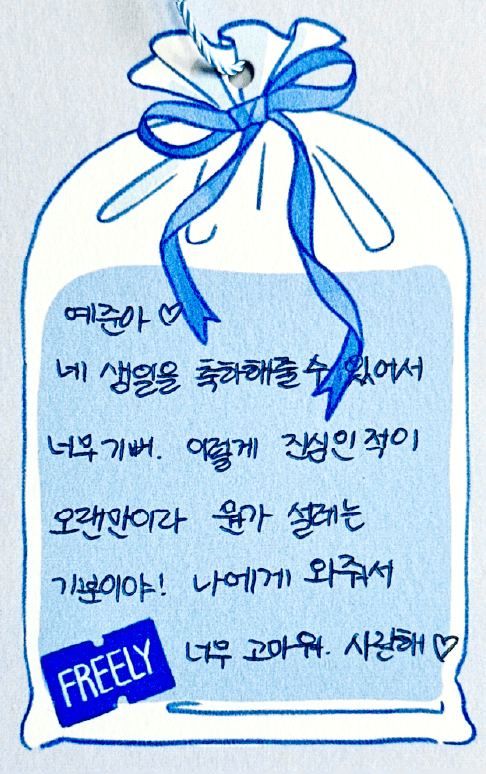 예준아 ♡
네 생일을 축하해줄 수 있어서
너무 기뻐. 이렇게 진심인 적이
오랜만이라 뭔가 설레는
기분이야! 나에게 와줘서
너무 고마워. 사랑해 ♡
FREELY